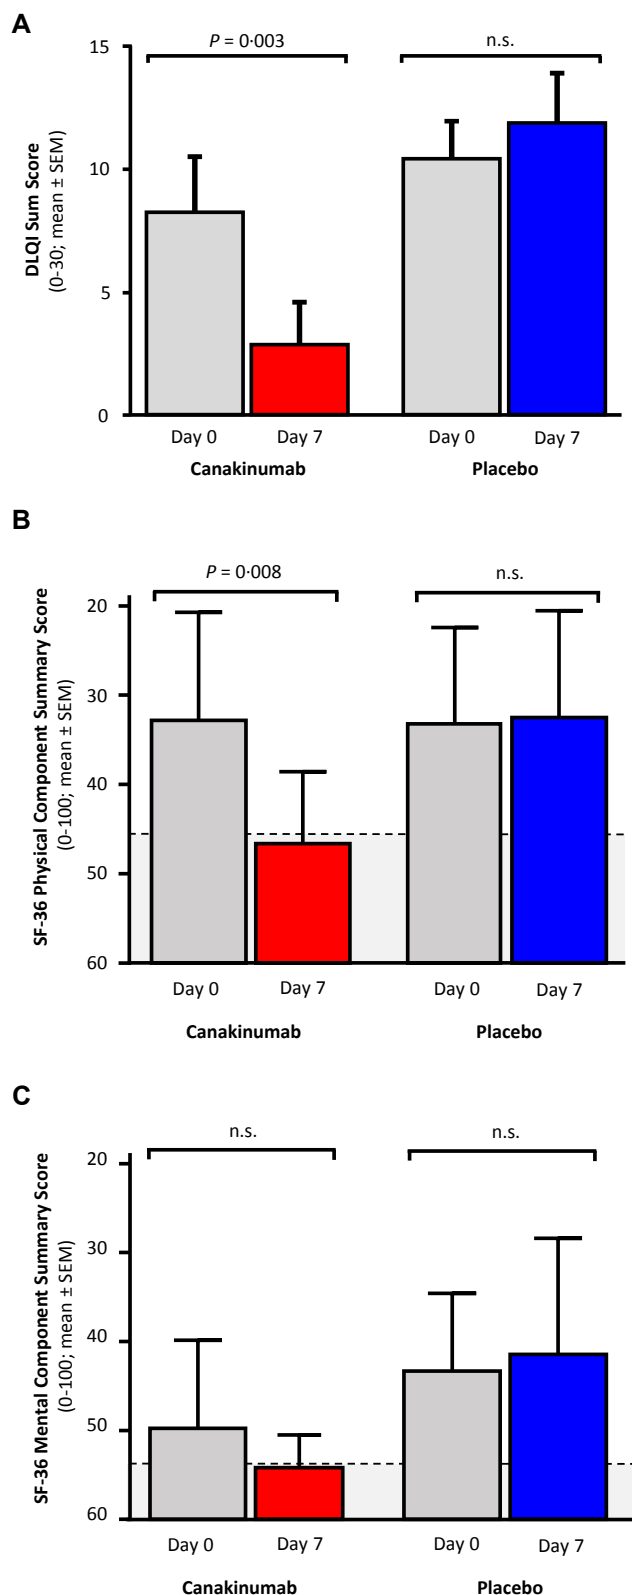 A
P = 0·003
n.s.
15
10
5
0
DLQI Sum Score
(0-30; mean ± SEM)
Day 0
Day 7
Day 0
Day 7
Canakinumab
Placebo
B
P = 0·008
n.s.
20
30
40
50
60
SF-36 Physical Component Summary Score
(0-100; mean ± SEM)
Day 0
Day 7
Day 0
Day 7
Canakinumab
Placebo
C
n.s.
n.s.
20
30
40
50
60
SF-36 Mental Component Summary Score
(0-100; mean ± SEM)
Day 0
Day 7
Day 0
Day 7
Canakinumab
Placebo